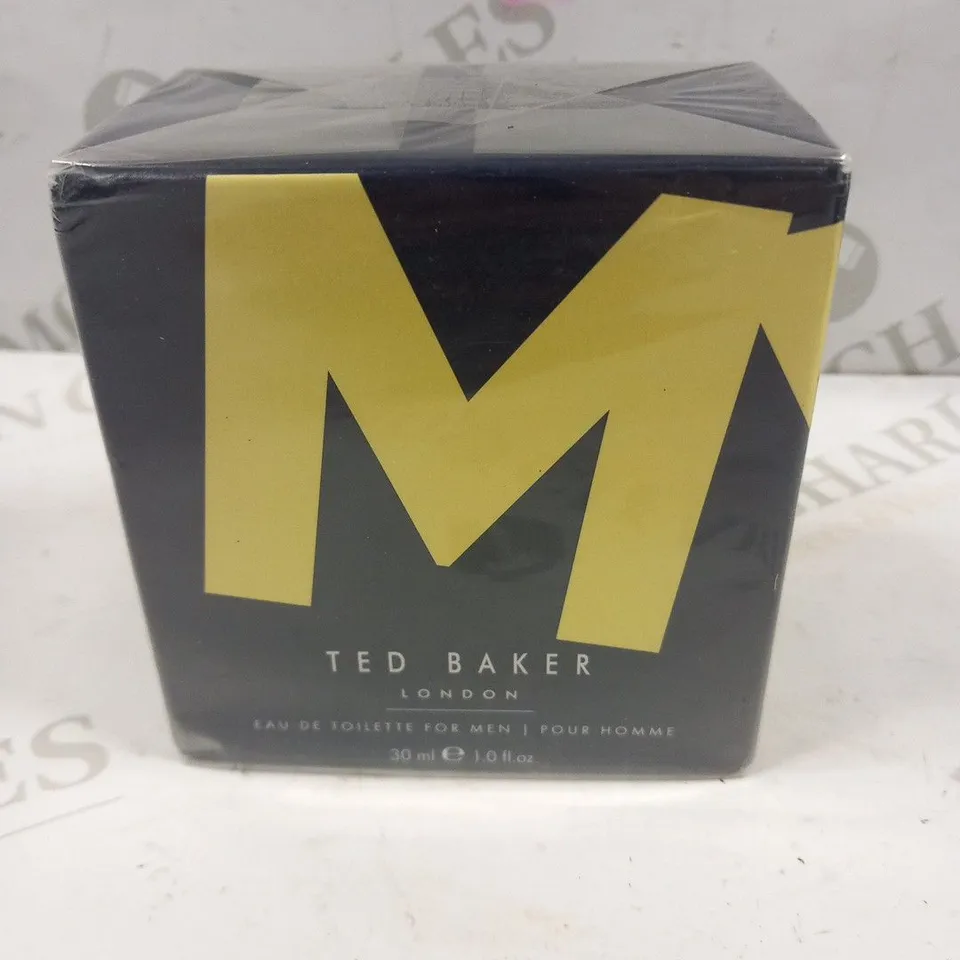 M
TED BAKER
LONDON
EAU DE TOILETTE FOR MEN | POUR HOMME
30 ml e 1.0 fl.oz